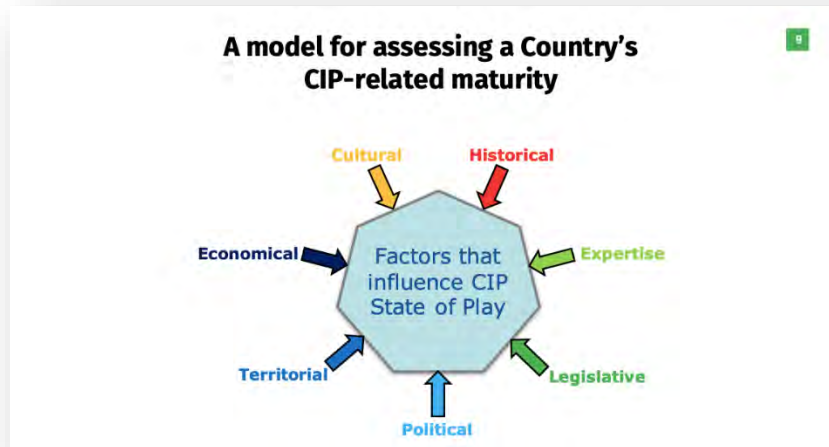 A model for assessing a Country's
CIP-related maturity
9
Cultural
Historical
Economical
Factors that
influence CIP
State of Play
Expertise
Territorial
Legislative
Political